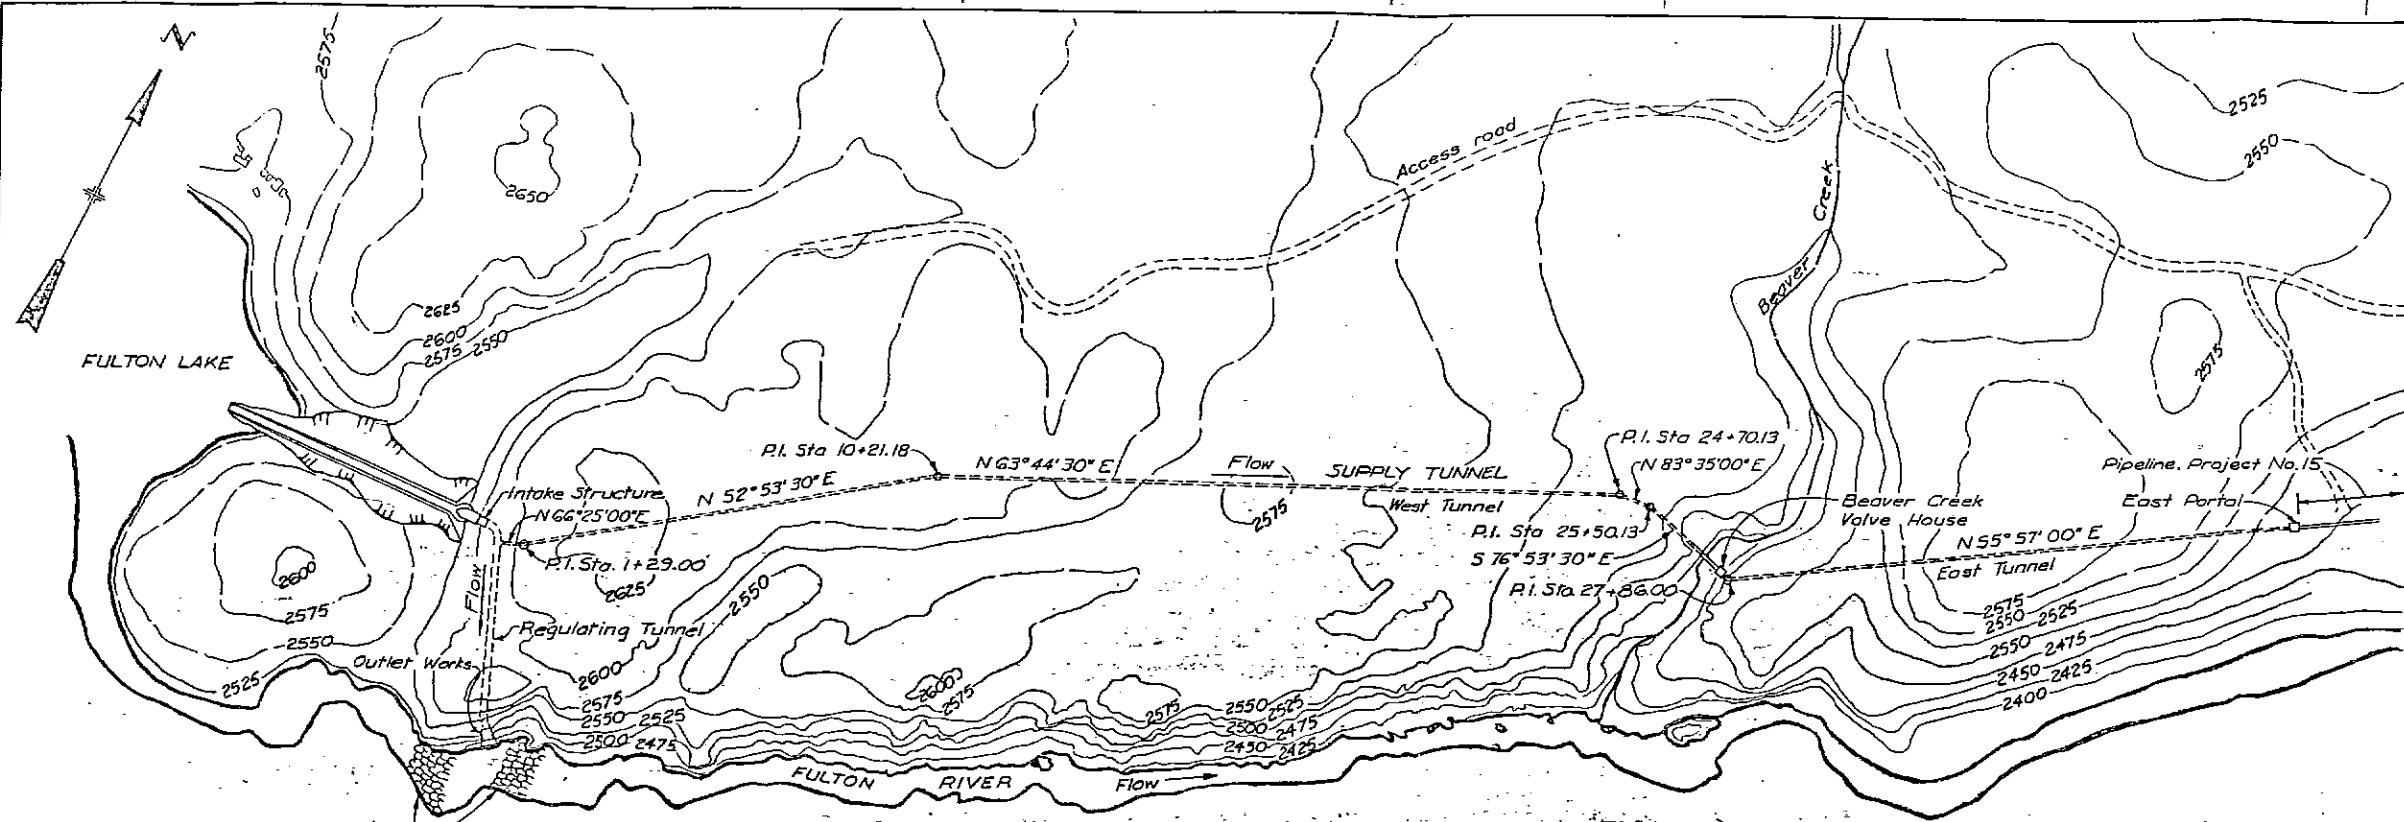 N
2575
2650
2625
2600
2575 2550
FULTON LAKE
Access road
Beaver Creek
2525
2550
2575
P.I. Sta 10+21.18
N 63°44'30" E
Flow
SUPPLY TUNNEL
West Tunnel
2575
P.I. Sta 24+70.13
N 83°35'00" E
P.I. Sta 25+50.13
S 76°53'30" E
P.I. Sta 27+86.00
Beaver Creek
Valve House
Pipeline, Project No. 15
East Portal
N 55°57'00" E
East Tunnel
Intake Structure
N 66°25'00" E
N 52°53'30" E
P.I. Sta. 1+29.00
2625
2550
Flow
Regulating Tunnel
Outlet Works
2600
2575
2550
2525
2600
2575
2550 2525
2500 2475
2600
2575
2575
2550 2525
2500 2475
2450 2425
2575
2550 2525
2550 2475
2450 2425
2400
FULTON RIVER
Flow